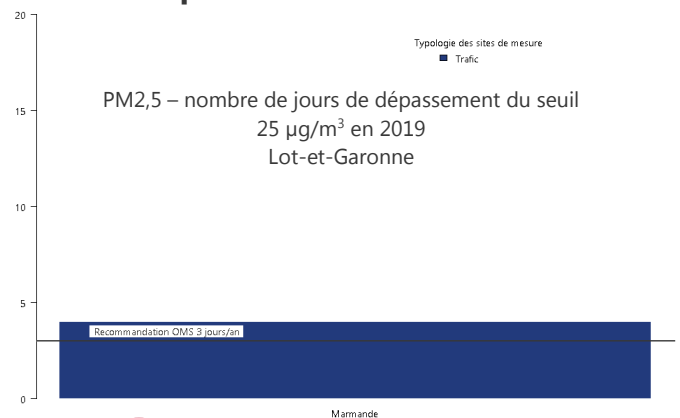 20
Typologie des sites de mesure
Trafic
PM2,5 – nombre de jours de dépassement du seuil
15
25 µg/m³ en 2019
Lot-et-Garonne
10
5
Recommandation OMS 3 jours/an
0
Marmande